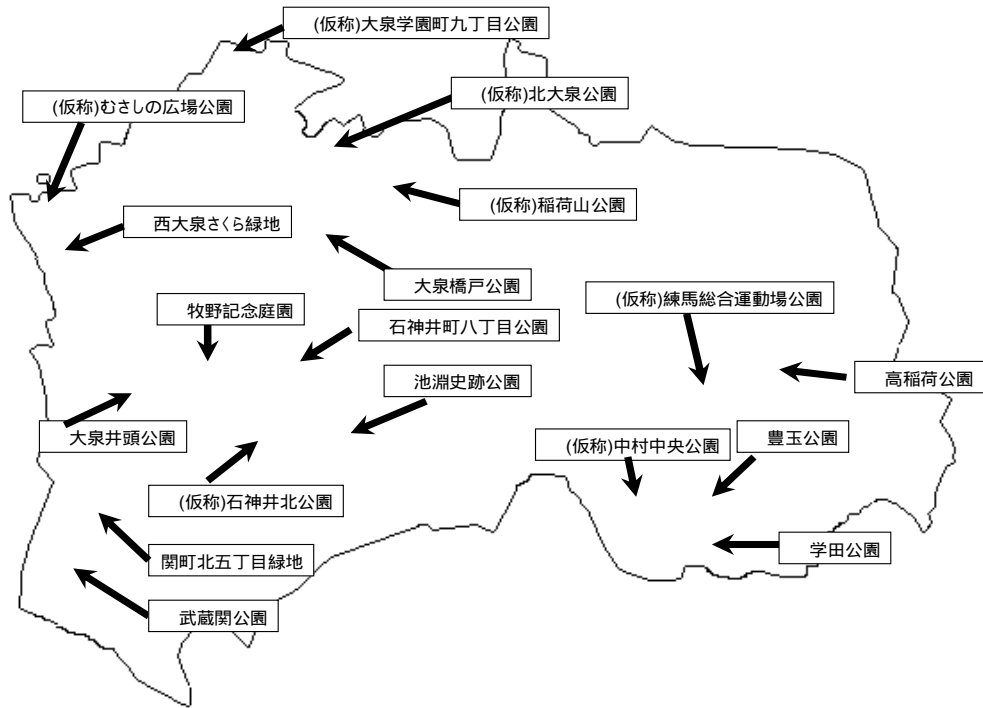 (仮称)大泉学園町九丁目公園
(仮称)北大泉公園
(仮称)むさしの広場公園
(仮称)稲荷山公園
西大泉さくら緑地
大泉橋戸公園
(仮称)練馬総合運動場公園
牧野記念庭園
石神井町八丁目公園
池淵史跡公園
高稲荷公園
大泉井頭公園
(仮称)中村中央公園
豊玉公園
(仮称)石神井北公園
学田公園
関町北五丁目緑地
武蔵関公園